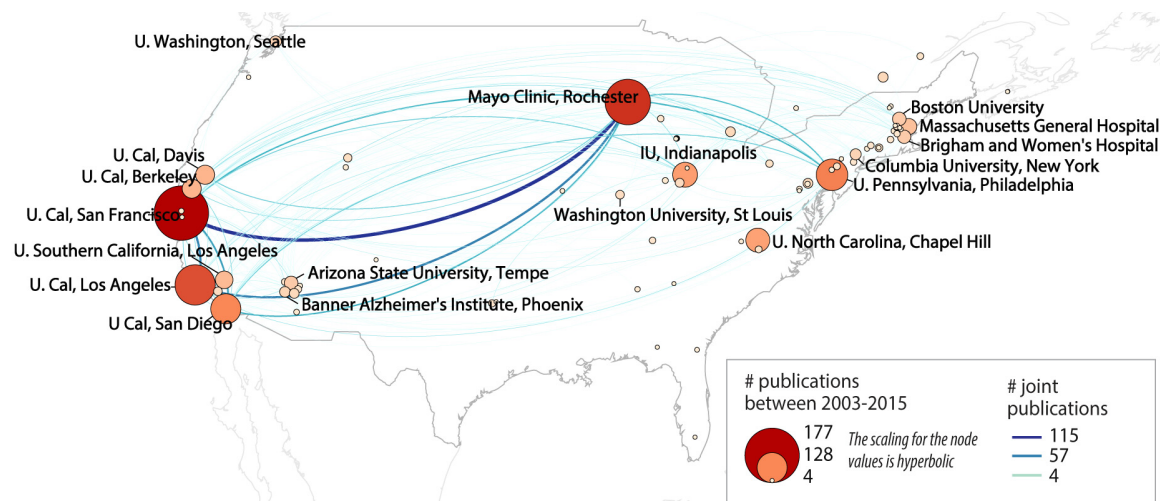 U. Washington, Seattle
Mayo Clinic, Rochester
Boston University
Massachusetts General Hospital
Brigham and Women's Hospital
U. Cal, Davis
IU, Indianapolis
Columbia University, New York
U. Cal, Berkeley
U. Pennsylvania, Philadelphia
U. Cal, San Francisco
Washington University, St Louis
U. North Carolina, Chapel Hill
U. Southern California, Los Angeles
Arizona State University, Tempe
U. Cal, Los Angeles
Banner Alzheimer's Institute, Phoenix
U Cal, San Diego
# publications
between 2003-2015
177
128
4
The scaling for the node
values is hyperbolic
# joint
publications
115
57
4